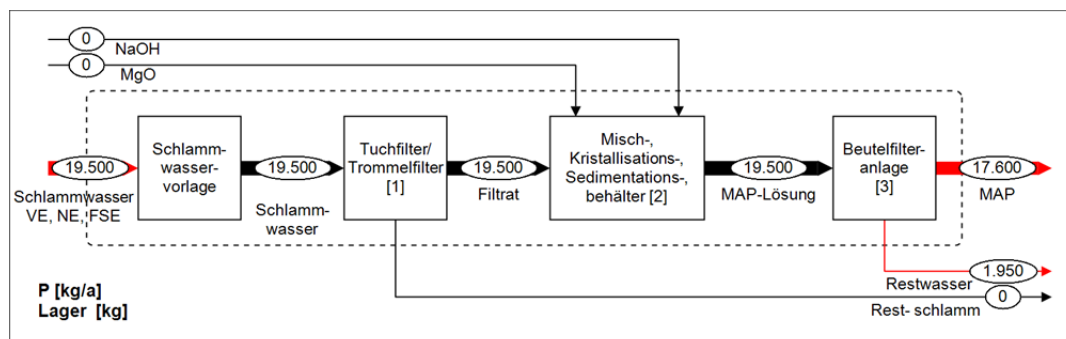 0
NaOH
0
MgO
19.500
Schlammwasser
VE, NE, FSE
Schlamm-
wasser-
vorlage
19.500
Schlamm-
wasser
Tuchfilter/
Trommelfilter
[1]
19.500
Filtrat
Misch-,
Kristallisations-,
Sedimentations-,
behälter [2]
19.500
MAP-Lösung
Beutelfilter-
anlage
[3]
17.600
MAP
1.950
Restwasser
0
Rest- schlamm
P [kg/a]
Lager [kg]